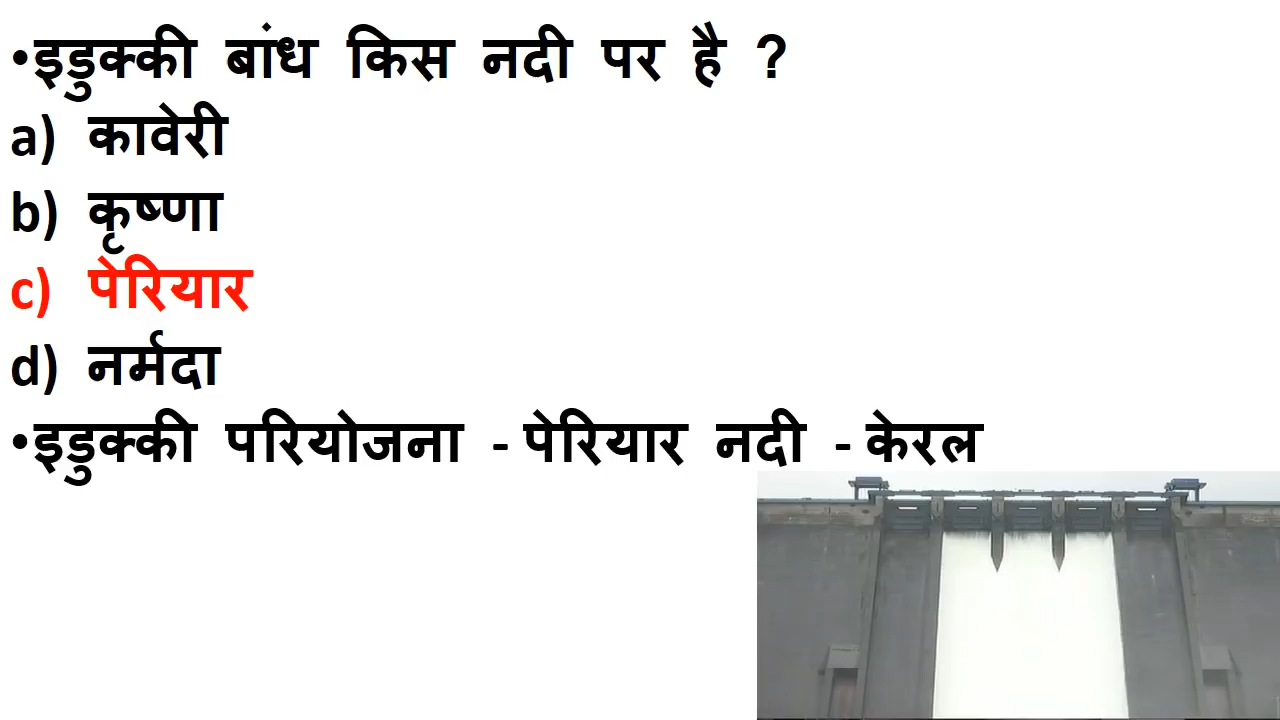 •इडुक्की बांध किस नदी पर है ?
a) कावेरी
b) कृष्णा
c) पेरियार
d) नर्मदा
•इडुक्की परियोजना - पेरियार नदी - केरल